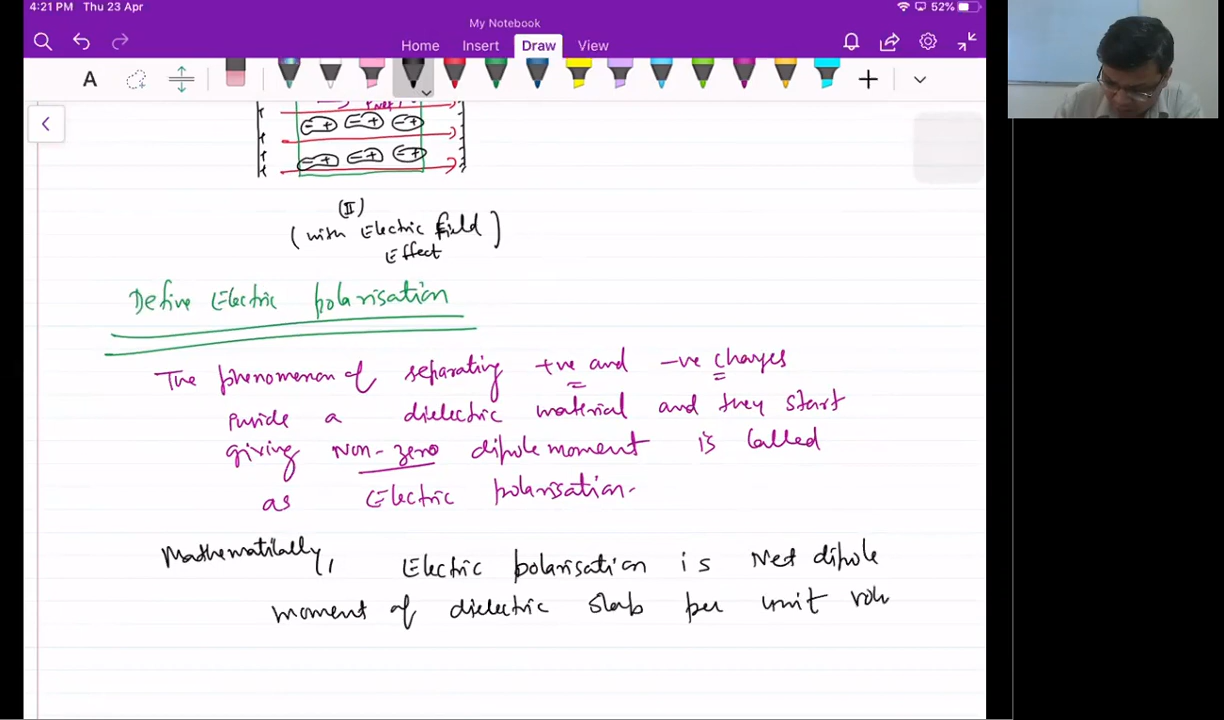 4:21 PM Thu 23 Apr
52%
My Notebook
Home Insert Draw View
A
(II)
(with Electric Field)
Effect
Define Electric polarisation
The phenomenon of separating +ve and -ve charges
inside a dielectric material and they start
giving Non-zero dipole moment is called
as Electric polarisation.
Mathematically, Electric polarisation is Net dipole
moment of dielectric slab per unit volu